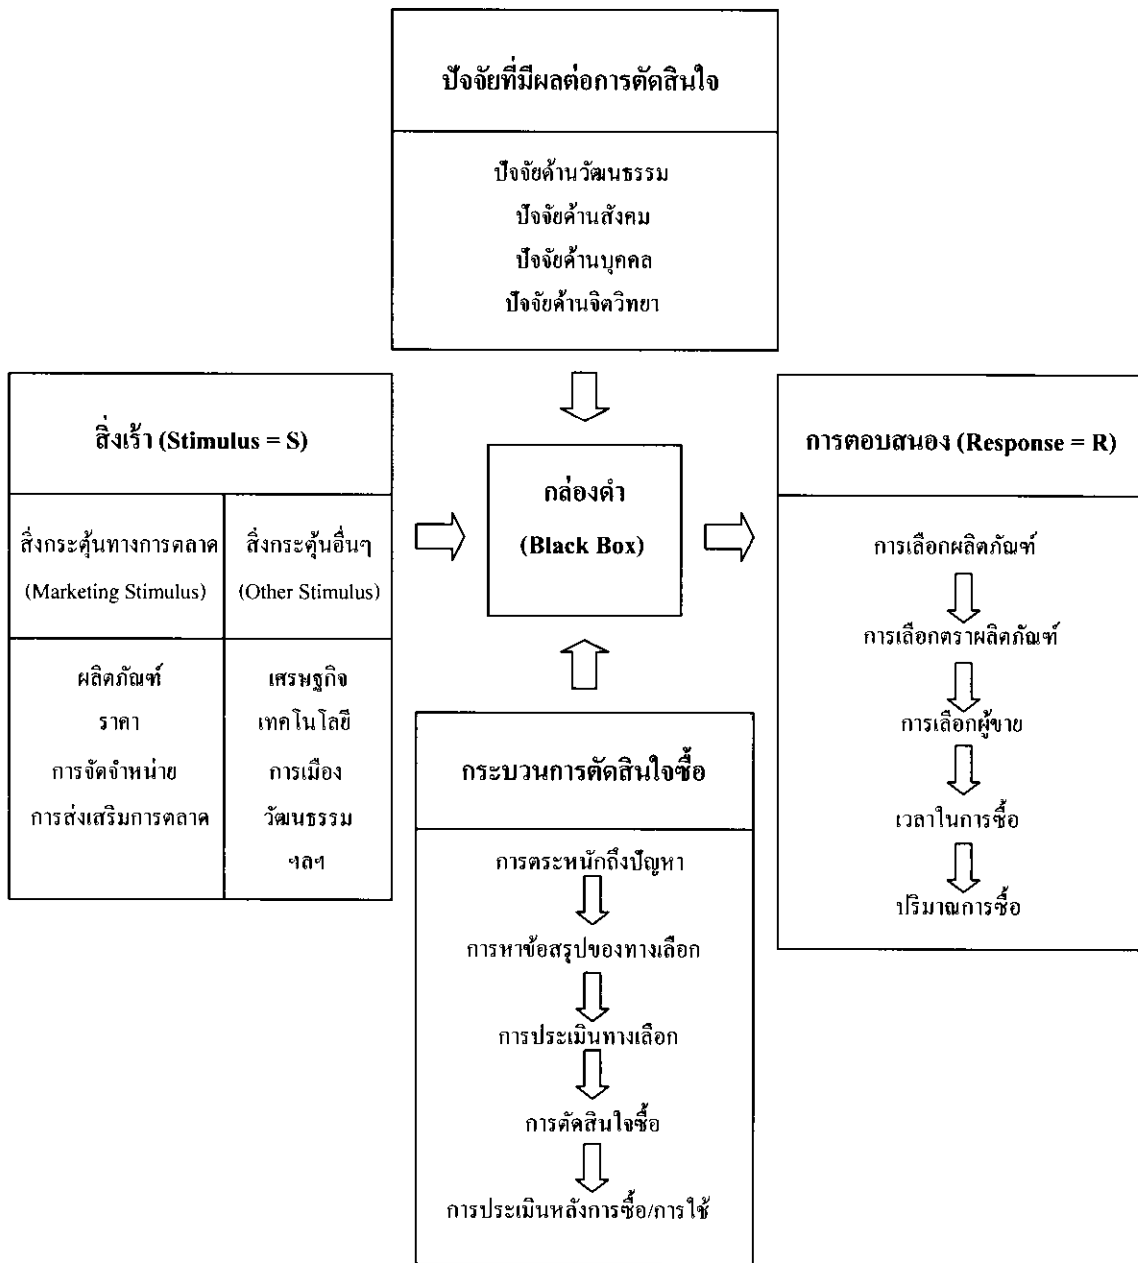 ปัจจัยที่มีผลต่อการตัดสินใจ
ปัจจัยด้านวัฒนธรรม
ปัจจัยด้านสังคม
ปัจจัยด้านบุคคล
ปัจจัยด้านจิตวิทยา
สิ่งเร้า (Stimulus = S)
สิ่งกระตุ้นทางการตลาด
(Marketing Stimulus)
ผลิตภัณฑ์
ราคา
การจัดจำหน่าย
การส่งเสริมการตลาด
สิ่งกระตุ้นอื่นๆ
(Other Stimulus)
เศรษฐกิจ
เทคโนโลยี
การเมือง
วัฒนธรรม
ฯลฯ
กล่องดำ
(Black Box)
กระบวนการตัดสินใจซื้อ
การตระหนักถึงปัญหา
การหาข้อสรุปของทางเลือก
การประเมินทางเลือก
การตัดสินใจซื้อ
การประเมินหลังการซื้อ/การใช้
การตอบสนอง (Response = R)
การเลือกผลิตภัณฑ์
การเลือกตราผลิตภัณฑ์
การเลือกผู้ขาย
เวลาในการซื้อ
ปริมาณการซื้อ